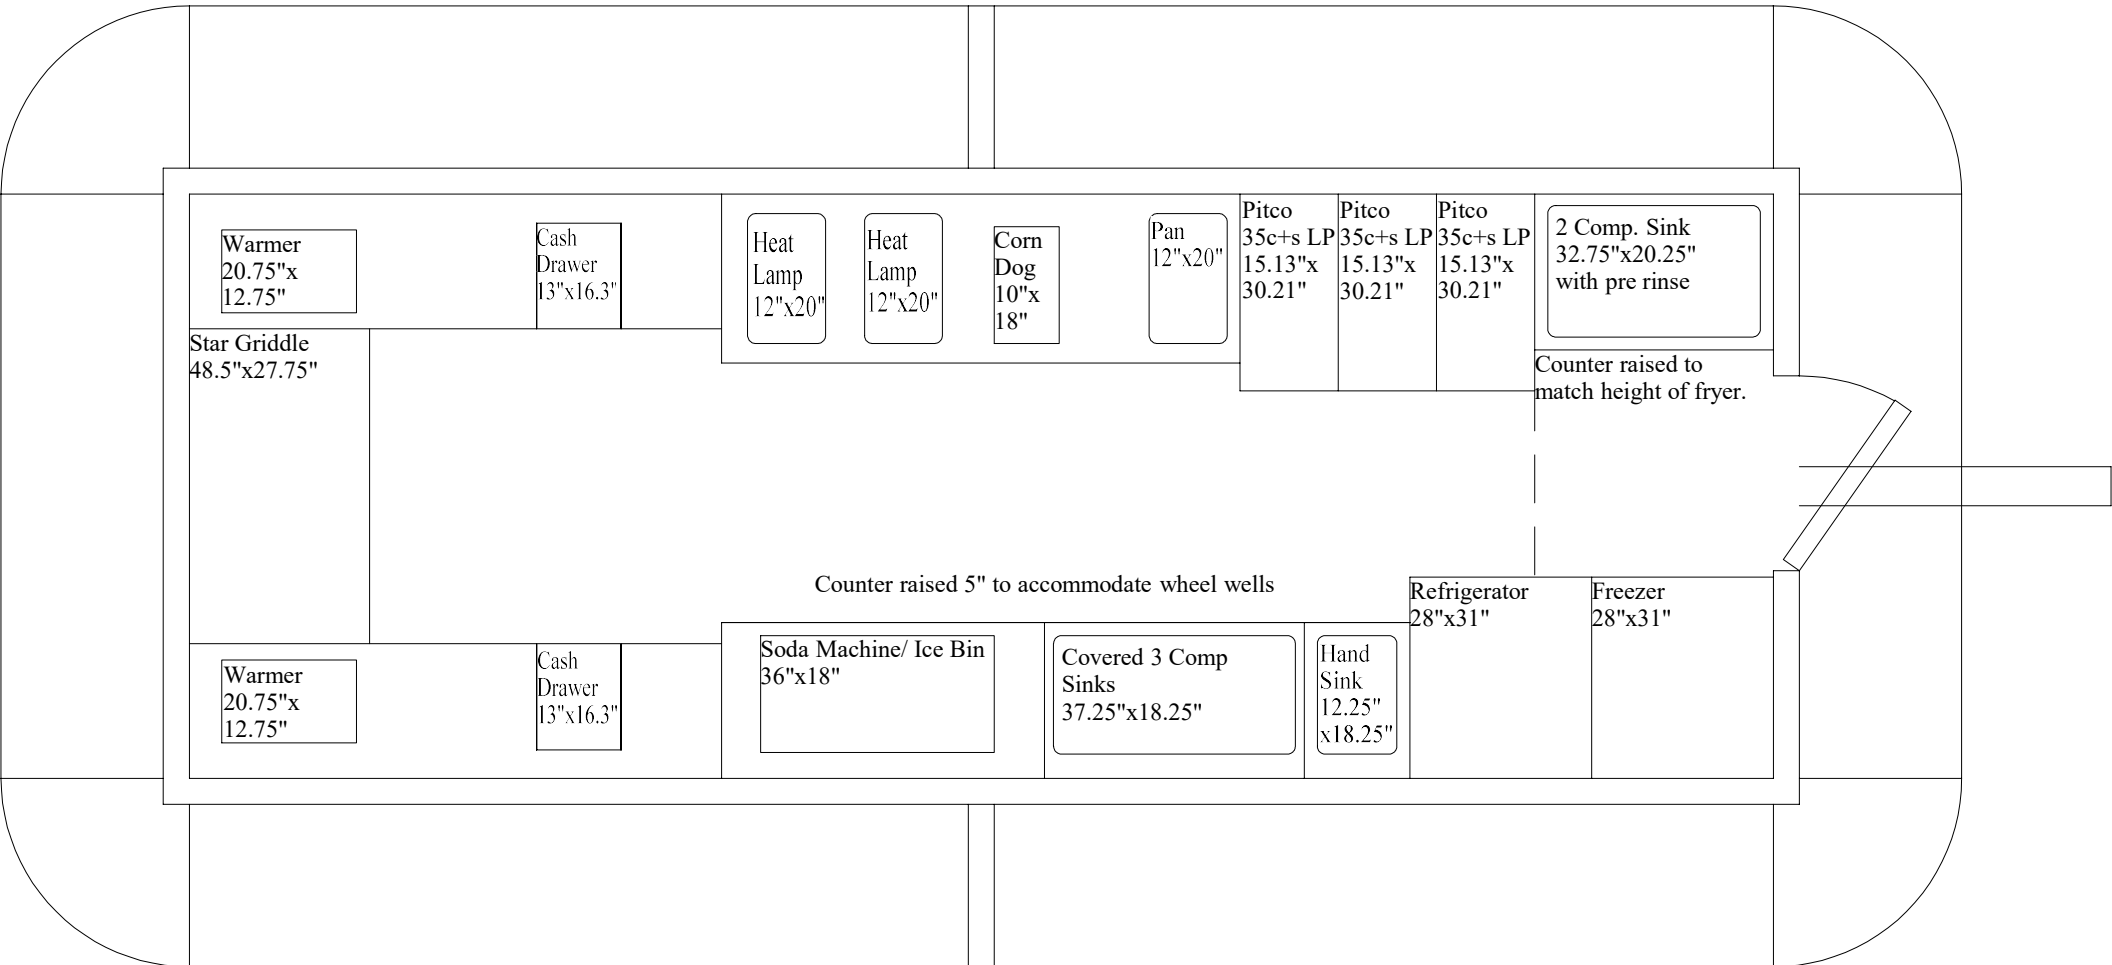 Warmer
20.75"x
12.75"
Cash
Drawer
13"x16.3"
Heat
Lamp
12"x20"
Heat
Lamp
12"x20"
Corn
Dog
10"x
18"
Pan
12"x20"
Pitco
35c+s LP
15.13"x
30.21"
Pitco
35c+s LP
15.13"x
30.21"
Pitco
35c+s LP
15.13"x
30.21"
2 Comp. Sink
32.75"x20.25"
with pre rinse
Star Griddle
48.5"x27.75"
Counter raised to
match height of fryer.
Counter raised 5" to accommodate wheel wells
Warmer
20.75"x
12.75"
Cash
Drawer
13"x16.3"
Soda Machine/ Ice Bin
36"x18"
Covered 3 Comp
Sinks
37.25"x18.25"
Hand
Sink
12.25"
x18.25"
Refrigerator
28"x31"
Freezer
28"x31"